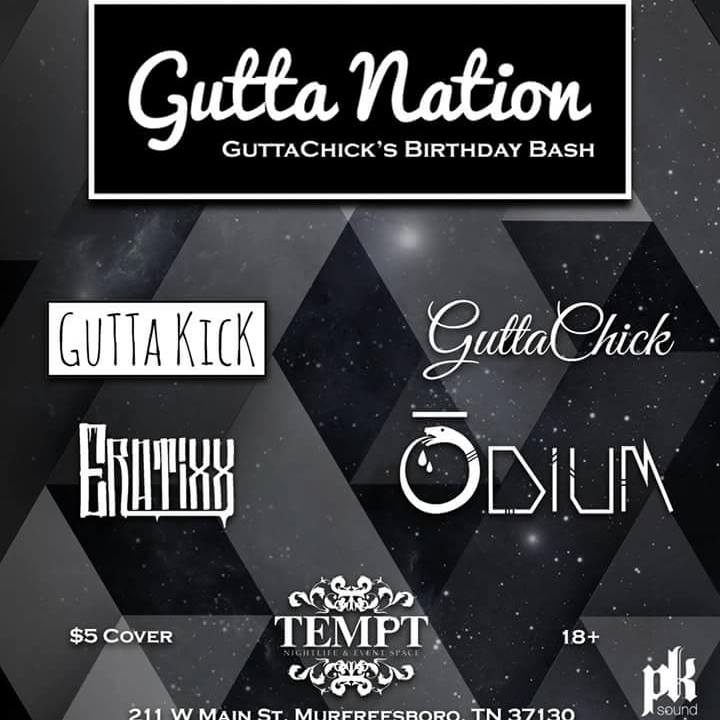 Gutta Nation
GuttaChick's Birthday Bash
Gutta Kick
GuttaChick
Eratixx
Ōdium
$5 Cover
TEMPT
NIGHTLIFE & EVENT SPACE
18+
pk
sound
211 W Main St. Murfreesboro, TN 37130